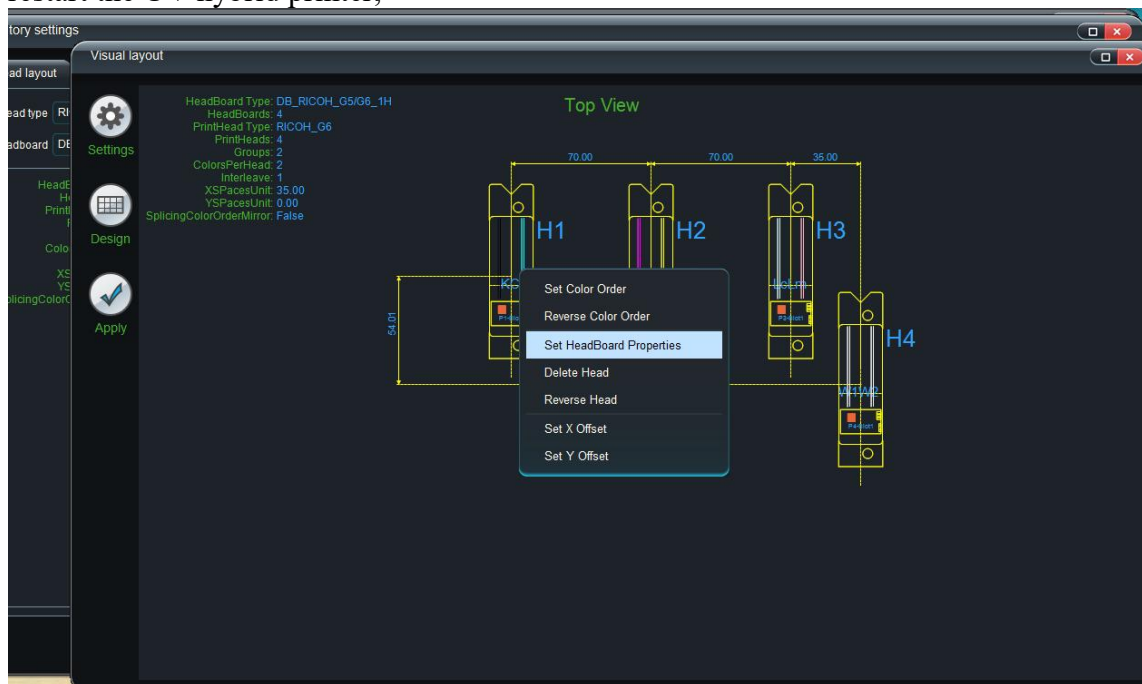 tory settings
Visual layout
ad layout
ead type RI
adboard DE
Settings
Design
Apply
HeadBoard Type: DB_RICOH_G5/G6_1H
HeadBoards: 4
PrintHead Type: RICOH_G6
PrintHeads: 4
Groups: 2
ColorsPerHead: 2
Interleave: 1
XSPacesUnit: 35.00
YSPacesUnit: 0.00
SplicingColorOrderMirror: False
Top View
70.00 70.00 35.00
H1 H2 H3
H4
54.01
KC
LcLm
W1W2
Set Color Order
Reverse Color Order
Set HeadBoard Properties
Delete Head
Reverse Head
Set X Offset
Set Y Offset